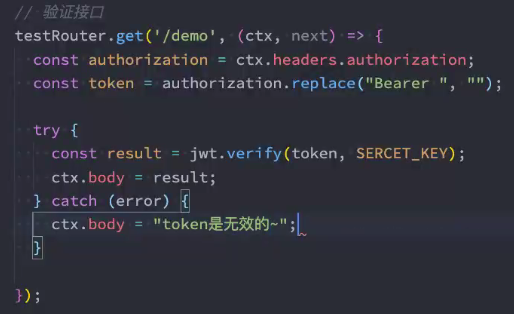 // 验证接口
testRouter.get('/demo', (ctx, next) => {
  const authorization = ctx.headers.authorization;
  const token = authorization.replace("Bearer ", "");

  try {
    const result = jwt.verify(token, SERCET_KEY);
    ctx.body = result;
  } catch (error) {
    ctx.body = "token是无效的~";
  }

});